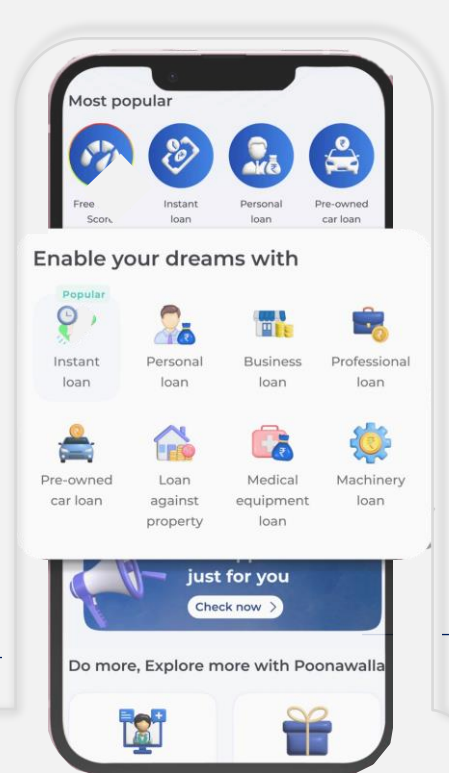 Most popular
Free Instant Personal Pre-owned
loan loan car loan
Enable your dreams with
Popular
Instant Personal Business Professional
loan loan loan loan
Pre-owned Loan Medical Machinery
car loan against equipment loan
property loan
just for you
Check now >
Do more, Explore more with Poonawalla